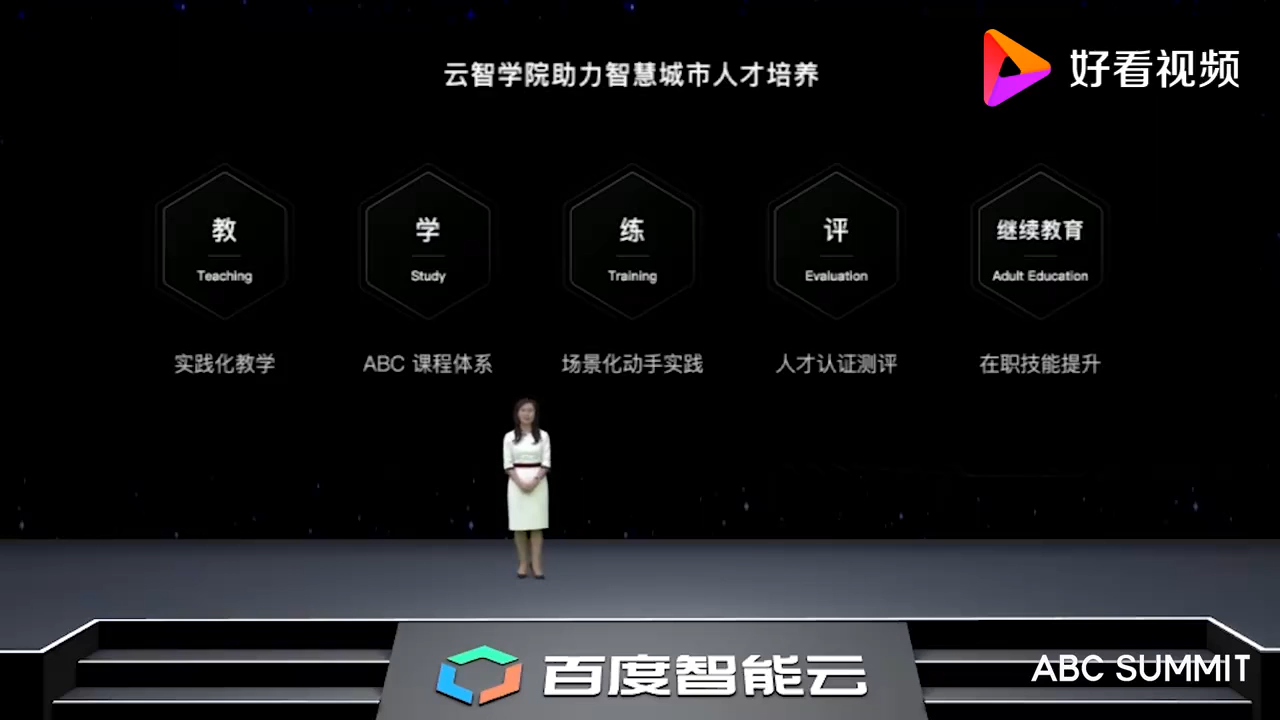 云智学院助力智慧城市人才培养
好看视频
教
Teaching
学
Study
练
Training
评
Evaluation
继续教育
Adult Education
实践化教学
ABC 课程体系
场景化动手实践
人才认证测评
在职技能提升
百度智能云
ABC SUMMIT